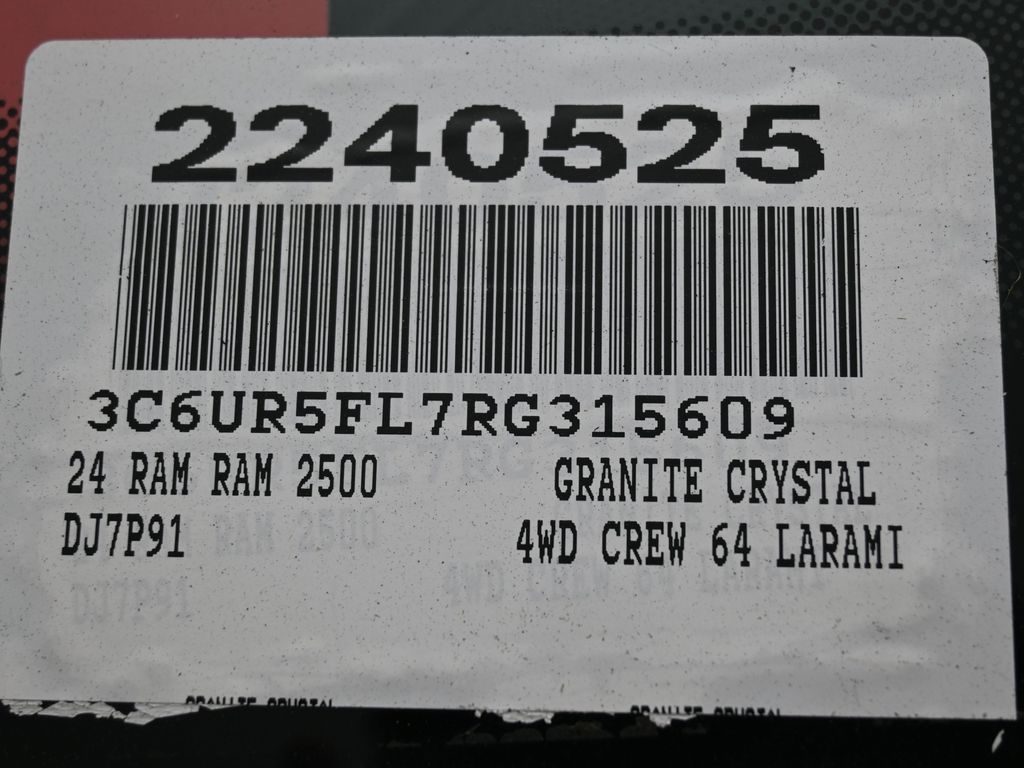 2240525
3C6UR5FL7RG315609
24 RAM RAM 2500 GRANITE CRYSTAL
DJ7P91 4WD CREW 64 LARAMI